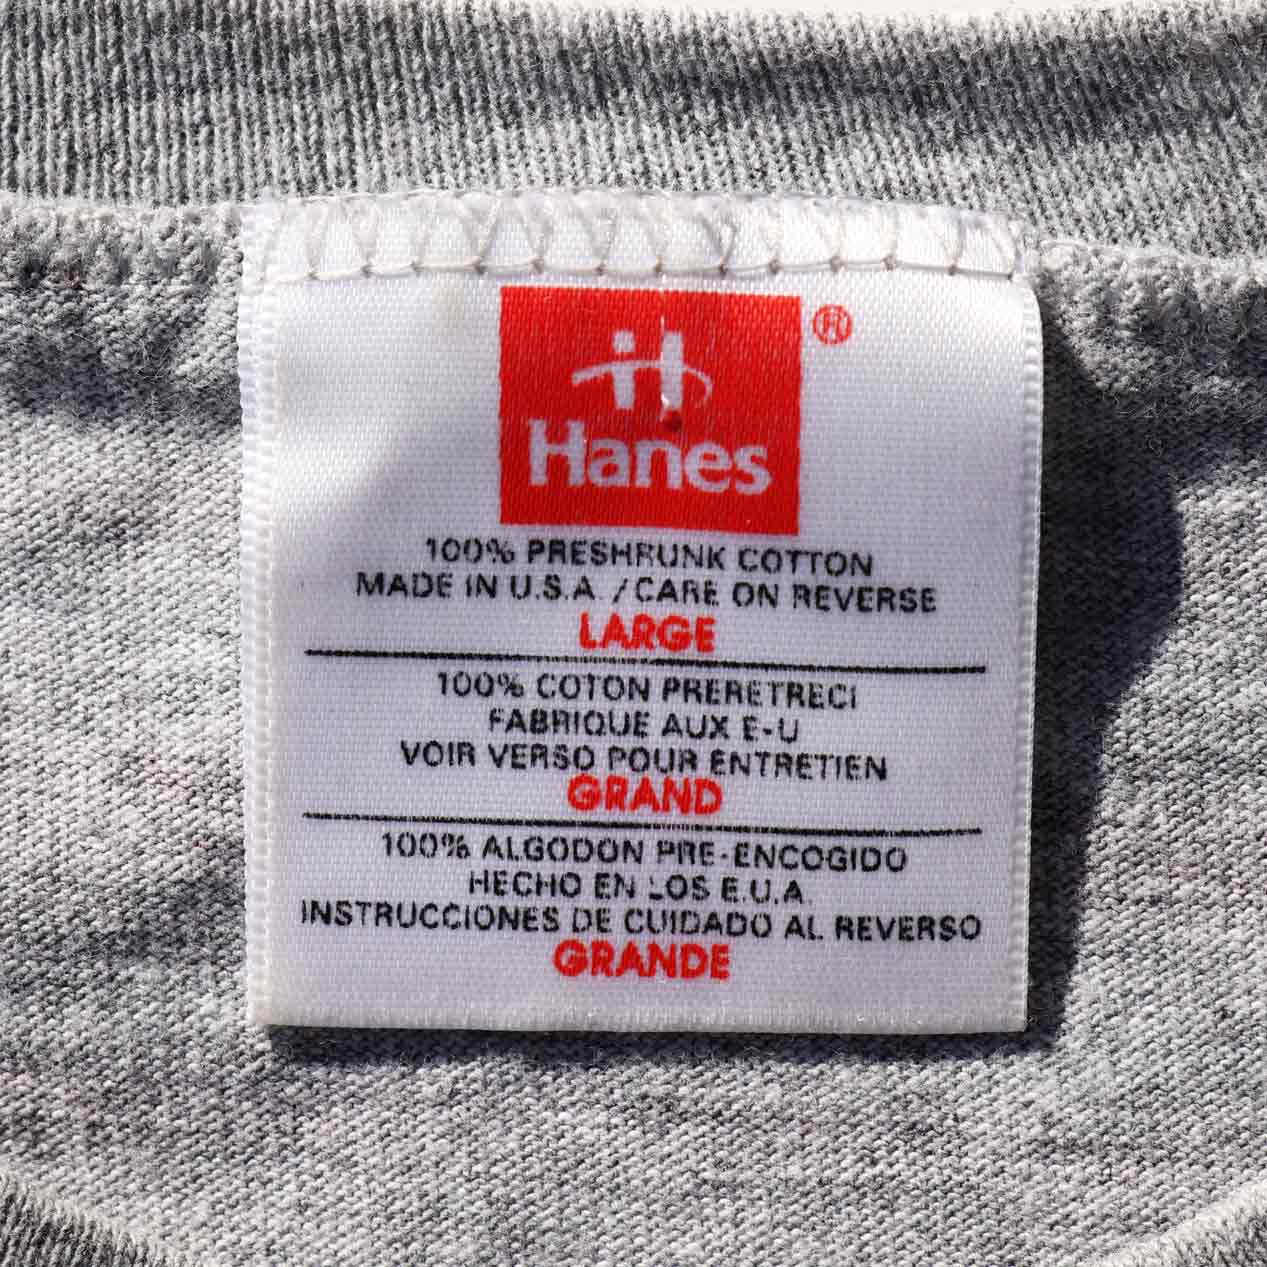 H
Hanes ®
100% PRESHRUNK COTTON
MADE IN U.S.A. / CARE ON REVERSE
LARGE
100% COTON PRERETRECI
FABRIQUE AUX E-U
VOIR VERSO POUR ENTRETIEN
GRAND
100% ALGODON PRE-ENCOGIDO
HECHO EN LOS E.U.A.
INSTRUCCIONES DE CUIDADO AL REVERSO
GRANDE